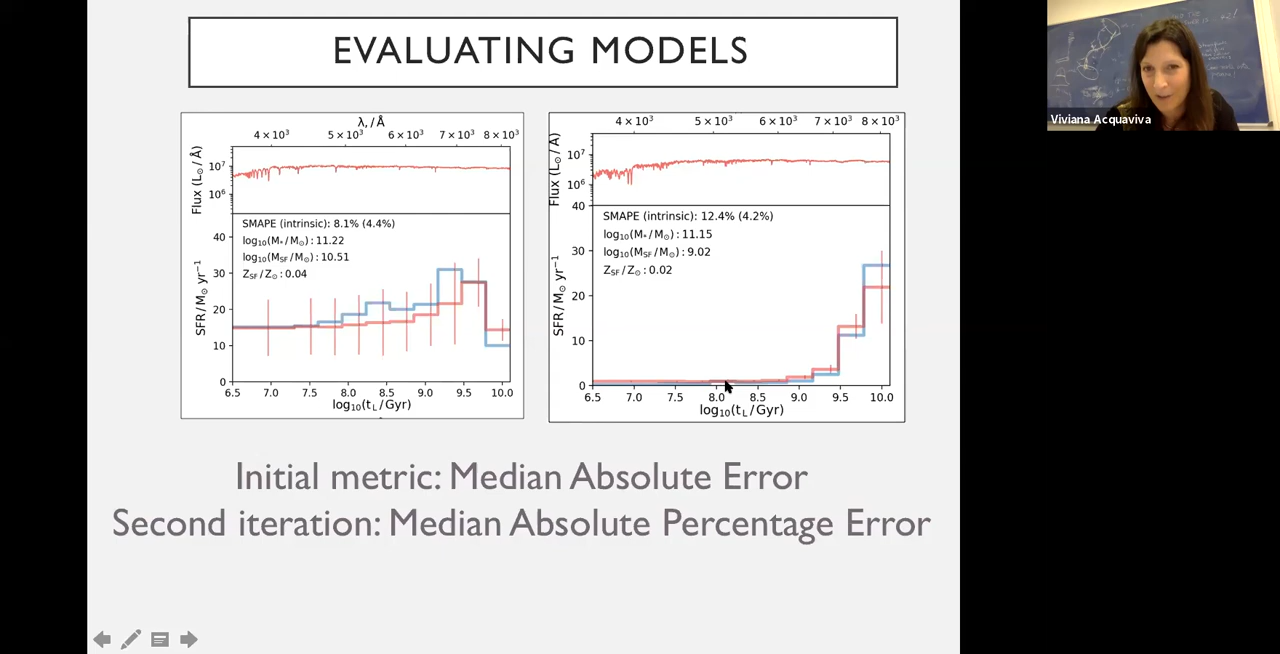 EVALUATING MODELS
λ, / Å
4 × 10³ 5 × 10³ 6 × 10³ 7 × 10³ 8 × 10³
Flux (L⊙ / Å)
10⁷
10⁶
SMAPE (intrinsic): 8.1% (4.4%)
log₁₀(M* / M⊙) : 11.22
log₁₀(MSF / M⊙) : 10.51
ZSF / Z⊙ : 0.04
SFR / M⊙ yr⁻¹
40
30
20
10
0
6.5 7.0 7.5 8.0 8.5 9.0 9.5 10.0
log₁₀(tL / Gyr)
4 × 10³ 5 × 10³ 6 × 10³ 7 × 10³ 8 × 10³
Flux (L⊙ / Å)
10⁷
10⁶
SMAPE (intrinsic): 12.4% (4.2%)
log₁₀(M* / M⊙) : 11.15
log₁₀(MSF / M⊙) : 9.02
ZSF / Z⊙ : 0.02
SFR / M⊙ yr⁻¹
40
30
20
10
0
6.5 7.0 7.5 8.0 8.5 9.0 9.5 10.0
log₁₀(tL / Gyr)
Initial metric: Median Absolute Error
Second iteration: Median Absolute Percentage Error
Viviana Acquaviva